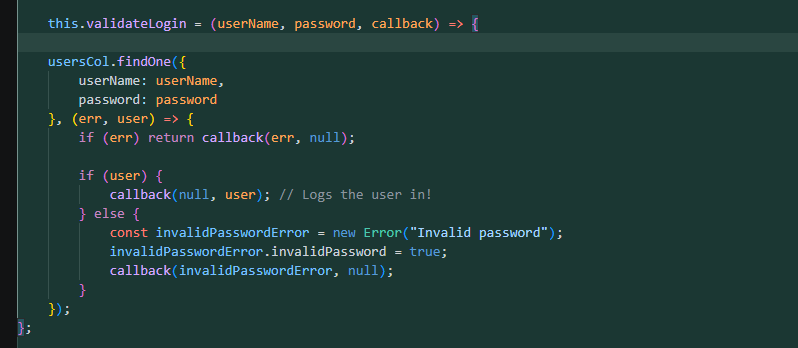 this.validateLogin = (userName, password, callback) => {
usersCol.findOne({
userName: userName,
password: password
}, (err, user) => {
if (err) return callback(err, null);
if (user) {
callback(null, user); // Logs the user in!
} else {
const invalidPasswordError = new Error("Invalid password");
invalidPasswordError.invalidPassword = true;
callback(invalidPasswordError, null);
}
});
};